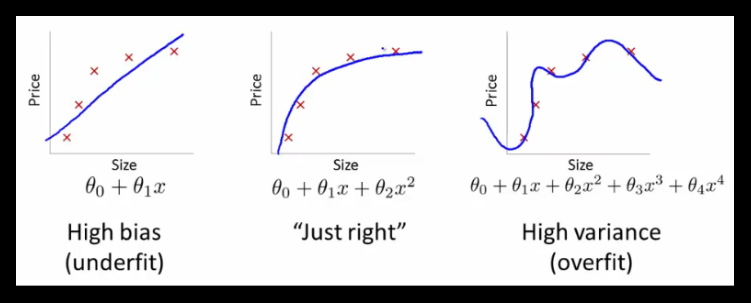 Price
Size
θ₀ + θ₁x
High bias
(underfit)
Price
Size
θ₀ + θ₁x + θ₂x²
“Just right”
Price
Size
θ₀ + θ₁x + θ₂x² + θ₃x³ + θ₄x⁴
High variance
(overfit)